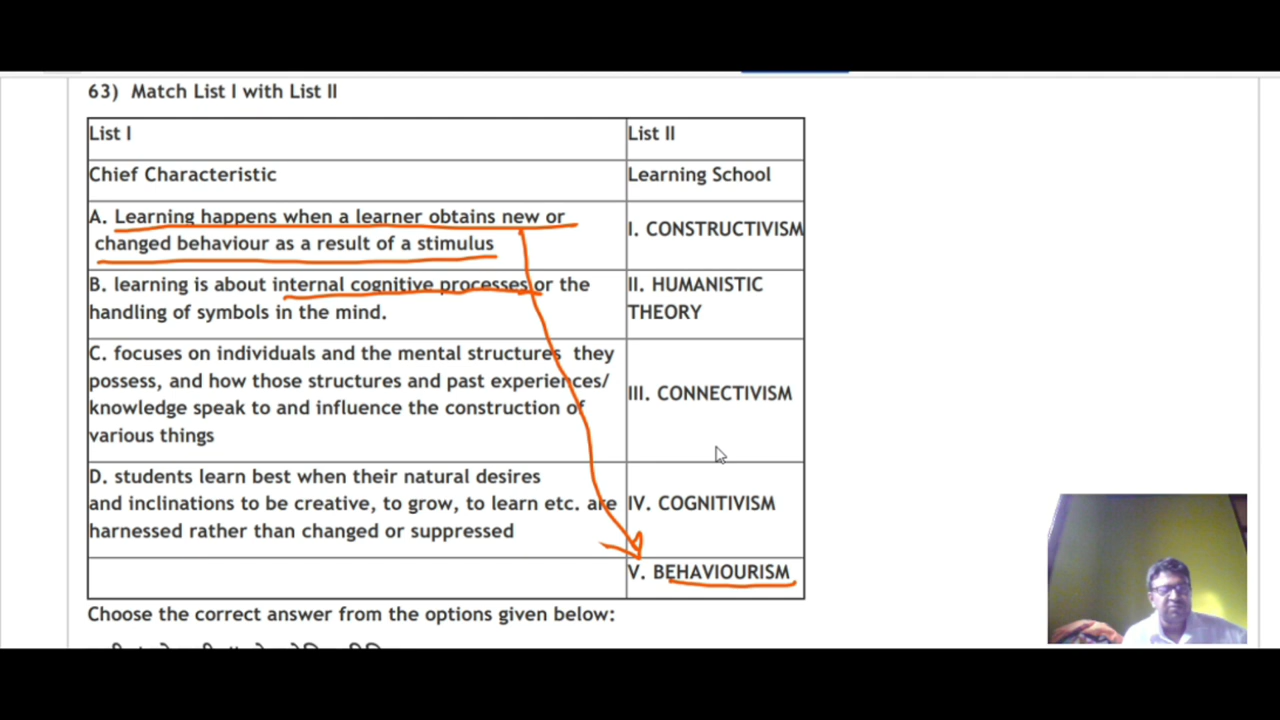 63) Match List I with List II
List I
List II
Chief Characteristic
Learning School
A. Learning happens when a learner obtains new or
changed behaviour as a result of a stimulus
I. CONSTRUCTIVISM
B. learning is about internal cognitive processes or the
handling of symbols in the mind.
II. HUMANISTIC
THEORY
C. focuses on individuals and the mental structures they
possess, and how those structures and past experiences/
knowledge speak to and influence the construction of
various things
III. CONNECTIVISM
D. students learn best when their natural desires
and inclinations to be creative, to grow, to learn etc. are
harnessed rather than changed or suppressed
IV. COGNITIVISM
V. BEHAVIOURISM
Choose the correct answer from the options given below: